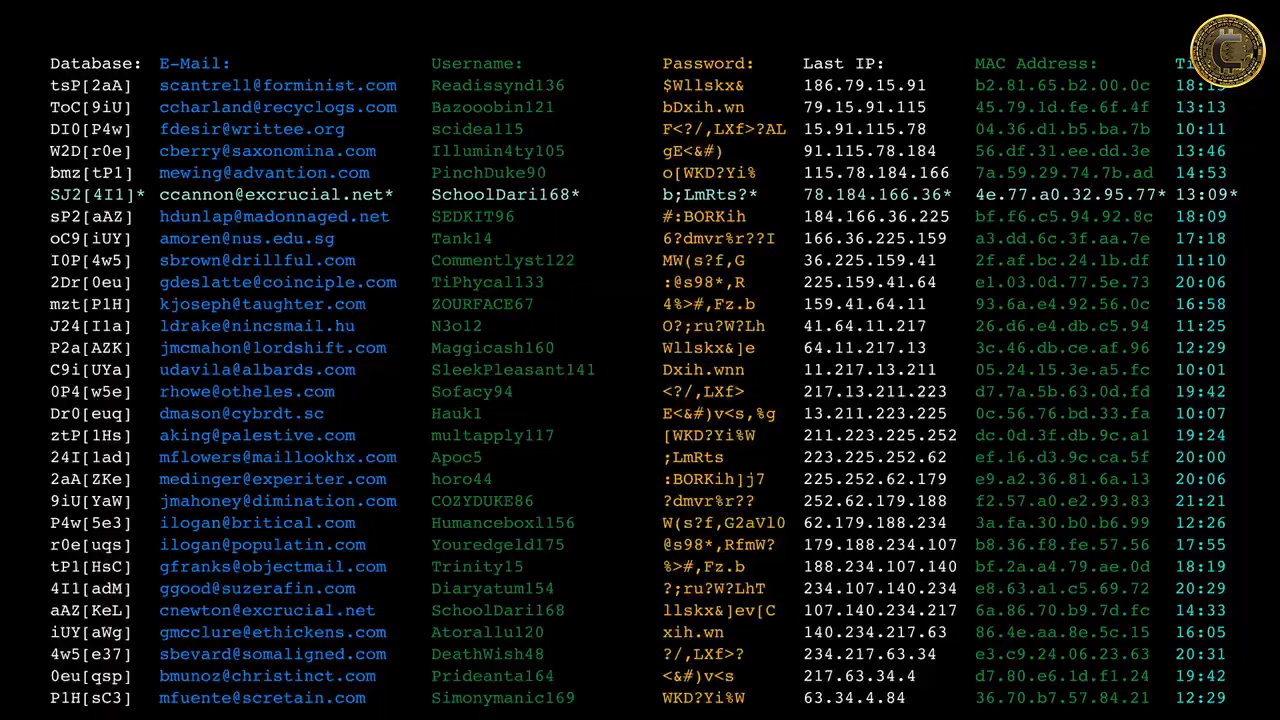 Database: E-Mail: Username: Password: Last IP: MAC Address:
tsP[2aA] scantrell@forminist.com Readissynd136 $Wllskx& 186.79.15.91 b2.81.65.b2.00.0c
ToC[9iU] ccharland@recyclogs.com Bazooobin121 bDxih.wn 79.15.91.115 45.79.1d.fe.6f.4f 13:13
DI0[P4w] fdesir@writtee.org scidea115 F<?/,LXf>?AL 15.91.115.78 04.36.d1.b5.ba.7b 10:11
W2D[r0e] cberry@saxonomina.com Illumin4ty105 gE<&#) 91.115.78.184 56.df.31.ee.dd.3e 13:46
bmz[tP1] mewing@advantion.com PinchDuke90 o[WKD?Yi% 115.78.184.166 7a.59.29.74.7b.ad 14:53
SJ2[4I1]* ccannon@excrucial.net* SchoolDari168* b;LmRts?* 78.184.166.36* 4e.77.a0.32.95.77* 13:09*
sP2[aAZ] hdunlap@madonnaged.net SEDKIT96 #:BORKih 184.166.36.225 bf.f6.c5.94.92.8c 18:09
oC9[iUY] amoren@nus.edu.sg Tank14 6?dmvr%r??I 166.36.225.159 a3.dd.6c.3f.aa.7e 17:18
I0P[4w5] sbrown@drillful.com Commentlyst122 MW(s?f,G 36.225.159.41 2f.af.bc.24.1b.df 11:10
2Dr[0eu] gdeslatte@coinciple.com TiPhycal133 :@s98*,R 225.159.41.64 e1.03.0d.77.5e.73 20:06
mzt[P1H] kjoseph@taughter.com ZOURFACE67 4%>#,Fz.b 159.41.64.11 93.6a.e4.92.56.0c 16:58
J24[I1a] ldrake@nincsmail.hu N3o12 O?;ru?W?Lh 41.64.11.217 26.d6.e4.db.c5.94 11:25
P2a[AZK] jmcmahon@lordshift.com Maggicash160 Wllskx&]e 64.11.217.13 3c.46.db.ce.af.96 12:29
C9i[UYa] udavila@albards.com SleekPleasant141 Dxih.wnn 11.217.13.211 05.24.15.3e.a5.fc 10:01
0P4[w5e] rhowe@otheles.com Sofacy94 <?/,LXf> 217.13.211.223 d7.7a.5b.63.0d.fd 19:42
Dr0[euq] dmason@cybrdt.sc Hauk1 E<&#)v<s,%g 13.211.223.225 0c.56.76.bd.33.fa 10:07
ztP[1Hs] aking@palestive.com multapply117 [WKD?Yi%W 211.223.225.252 dc.0d.3f.db.9c.a1 19:24
24I[1ad] mflowers@maillookhx.com Apoc5 ;LmRts 223.225.252.62 ef.16.d3.9c.ca.5f 20:00
2aA[ZKe] medinger@experiter.com horo44 :BORKih]j7 225.252.62.179 e9.a2.36.81.6a.13 20:06
9iU[YaW] jmahoney@dimination.com COZYDUKE86 ?dmvr%r?? 252.62.179.188 f2.57.a0.e2.93.83 21:21
P4w[5e3] ilogan@britical.com Humanceboxl156 W(s?f,G2aVl0 62.179.188.234 3a.fa.30.b0.b6.99 12:26
r0e[uqs] ilogan@populatin.com Youredgeld175 @s98*,RfmW? 179.188.234.107 b8.36.f8.fe.57.56 17:55
tP1[HsC] gfranks@objectmail.com Trinity15 %>#,Fz.b 188.234.107.140 bf.2a.a4.79.ae.0d 18:19
4I1[adM] ggood@suzerafin.com Diaryatum154 ?;ru?W?LhT 234.107.140.234 e8.63.a1.c5.69.72 20:29
aAZ[KeL] cnewton@excrucial.net SchoolDari168 llskx&]ev[C 107.140.234.217 6a.86.70.b9.7d.fc 14:33
iUY[aWg] gmcclure@ethickens.com Atorallu120 xih.wn 140.234.217.63 86.4e.aa.8e.5c.15 16:05
4w5[e37] sbevard@somaligned.com DeathWish48 ?/,LXf>? 234.217.63.34 e3.c9.24.06.23.63 20:31
0eu[qsp] bmunoz@christinct.com Prideantal64 <&#)v<s 217.63.34.4 d7.80.e6.1d.f1.24 19:42
P1H[sC3] mfuente@scretain.com Simonymanic169 WKD?Yi%W 63.34.4.84 36.70.b7.57.84.21 12:29